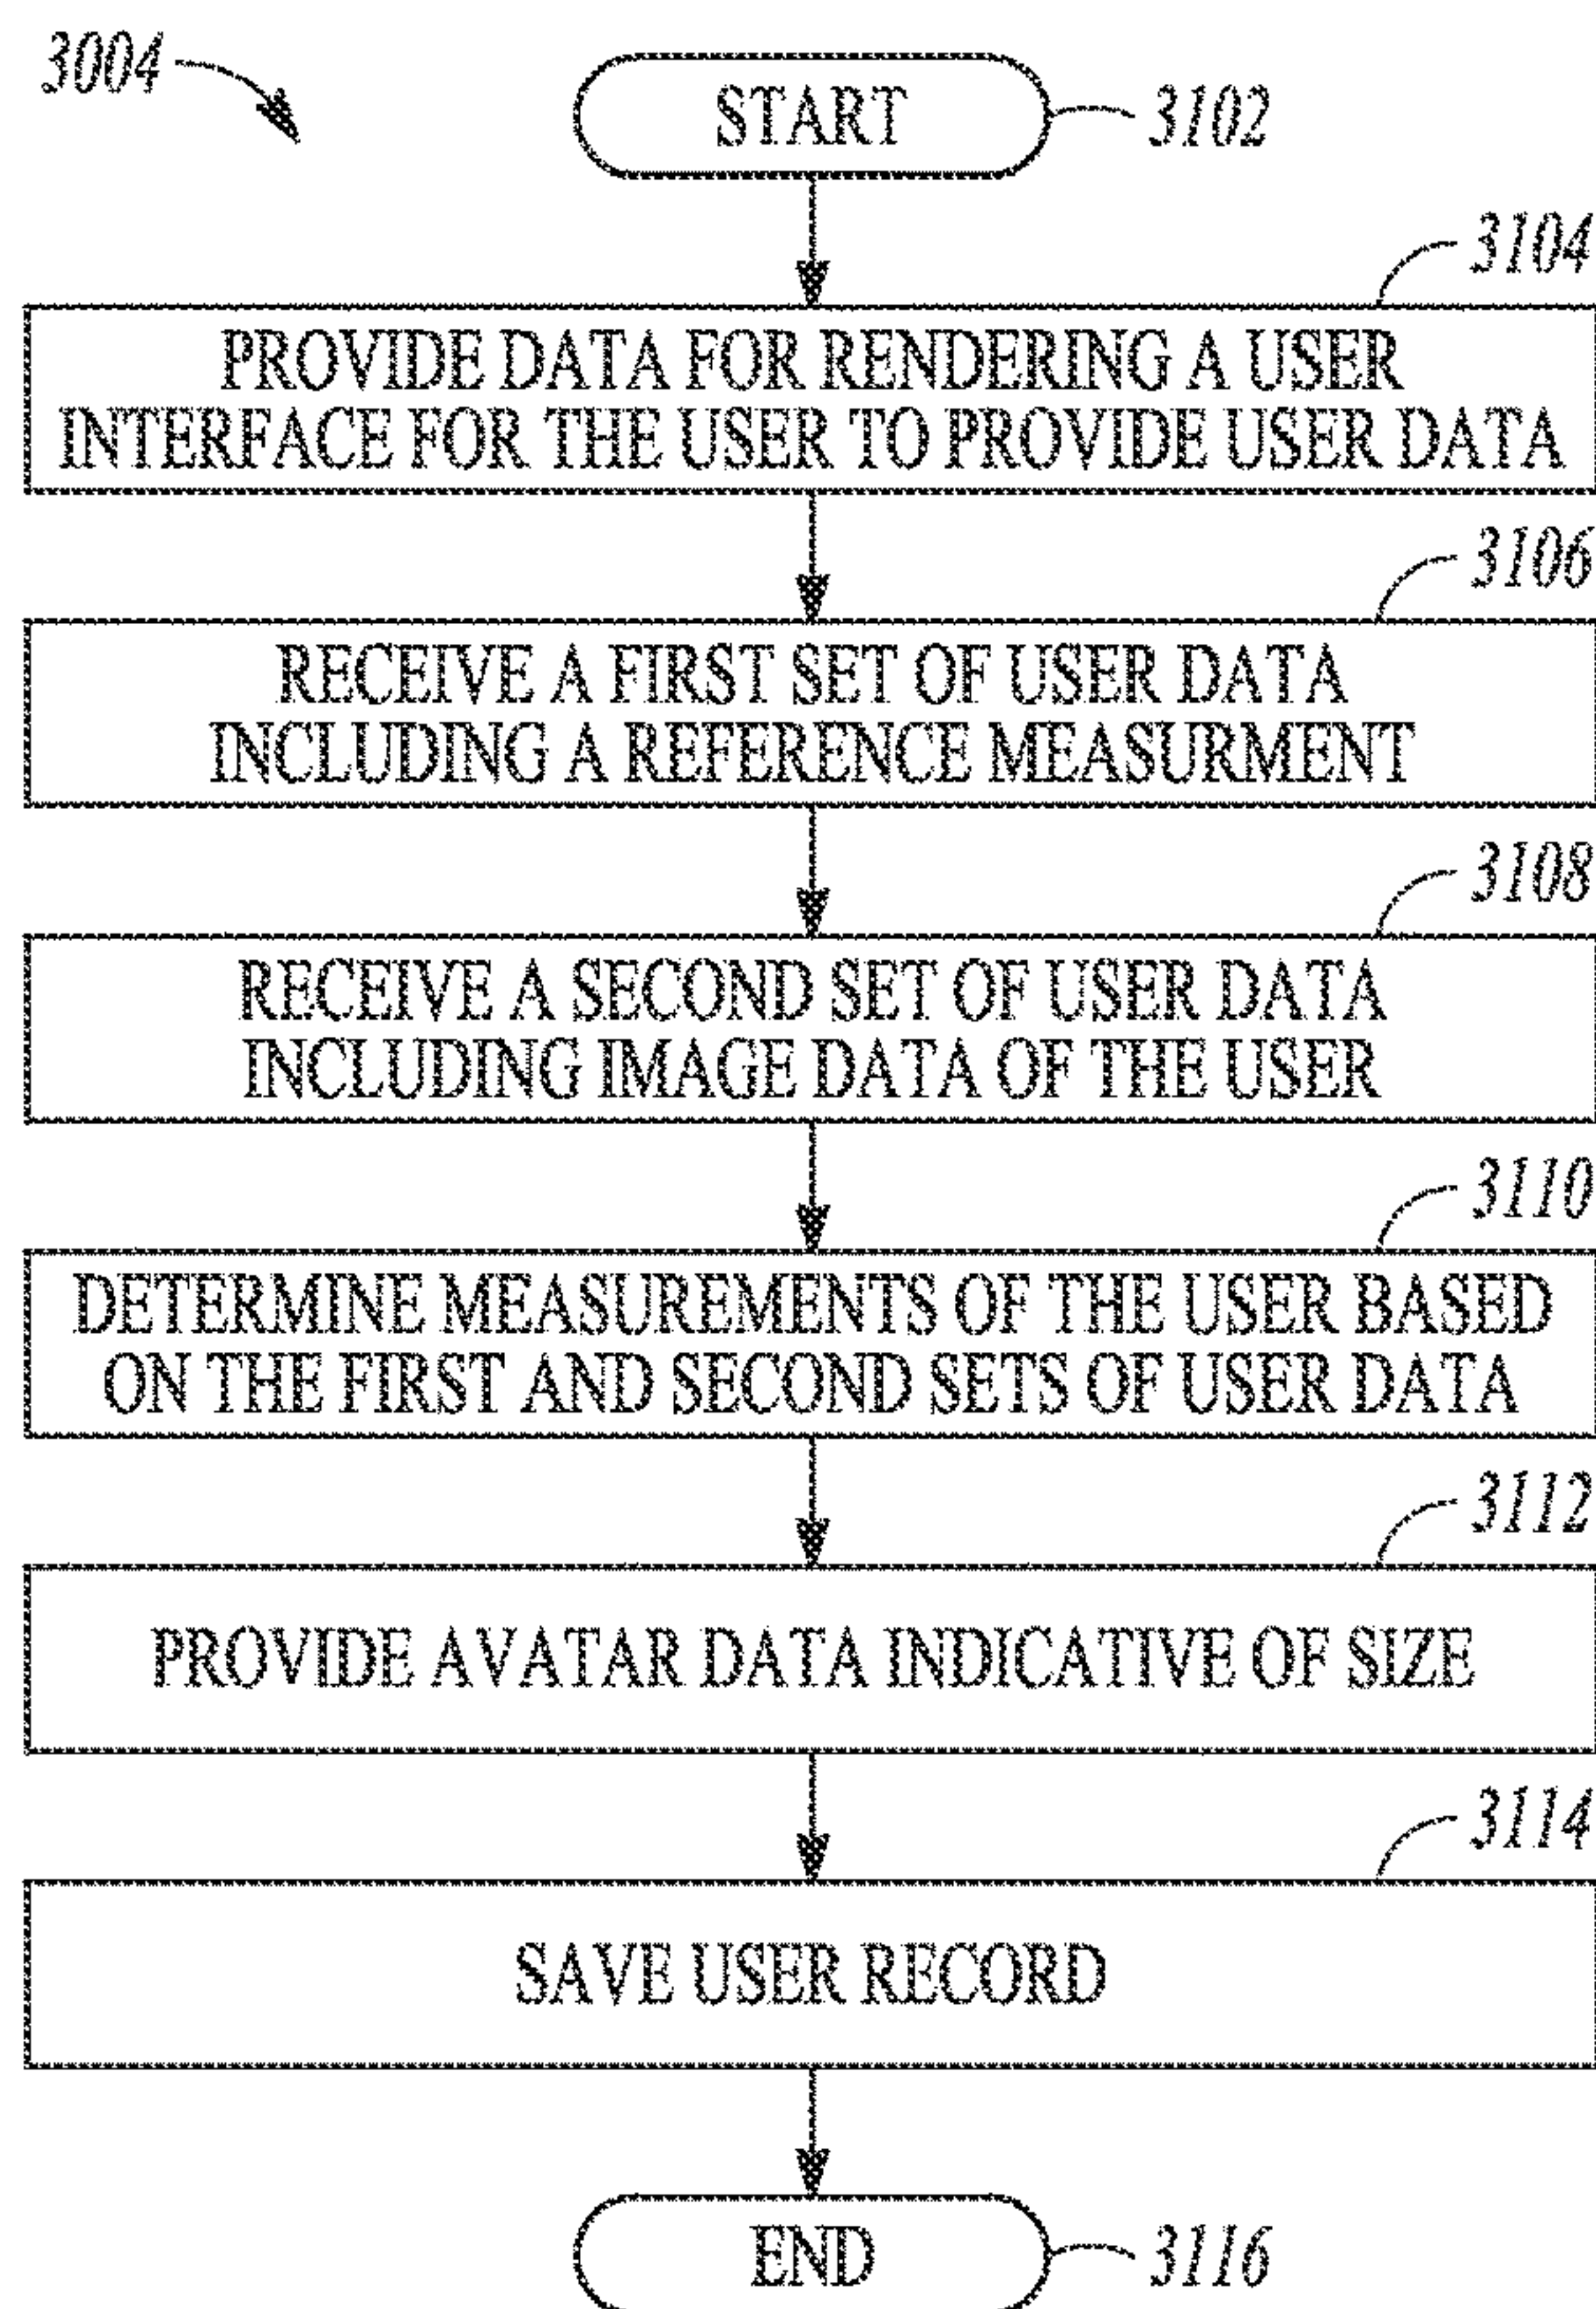 3004
START
3102
3104
PROVIDE DATA FOR RENDERING A USER
INTERFACE FOR THE USER TO PROVIDE USER DATA
3106
RECEIVE A FIRST SET OF USER DATA
INCLUDING A REFERENCE MEASURMENT
3108
RECEIVE A SECOND SET OF USER DATA
INCLUDING IMAGE DATA OF THE USER
3110
DETERMINE MEASUREMENTS OF THE USER BASED
ON THE FIRST AND SECOND SETS OF USER DATA
3112
PROVIDE AVATAR DATA INDICATIVE OF SIZE
3114
SAVE USER RECORD
END
3116